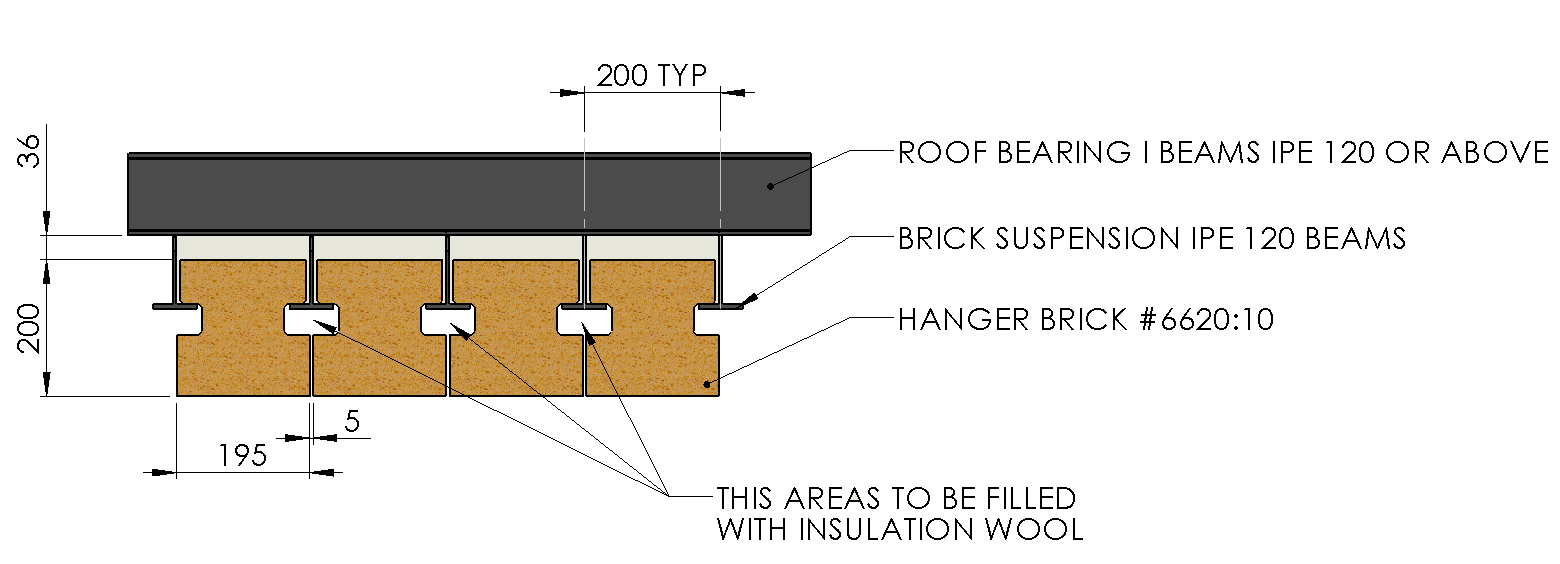 200 TYP
36
ROOF BEARING I BEAMS IPE 120 OR ABOVE
BRICK SUSPENSION IPE 120 BEAMS
200
HANGER BRICK #6620:10
5
195
THIS AREAS TO BE FILLED
WITH INSULATION WOOL